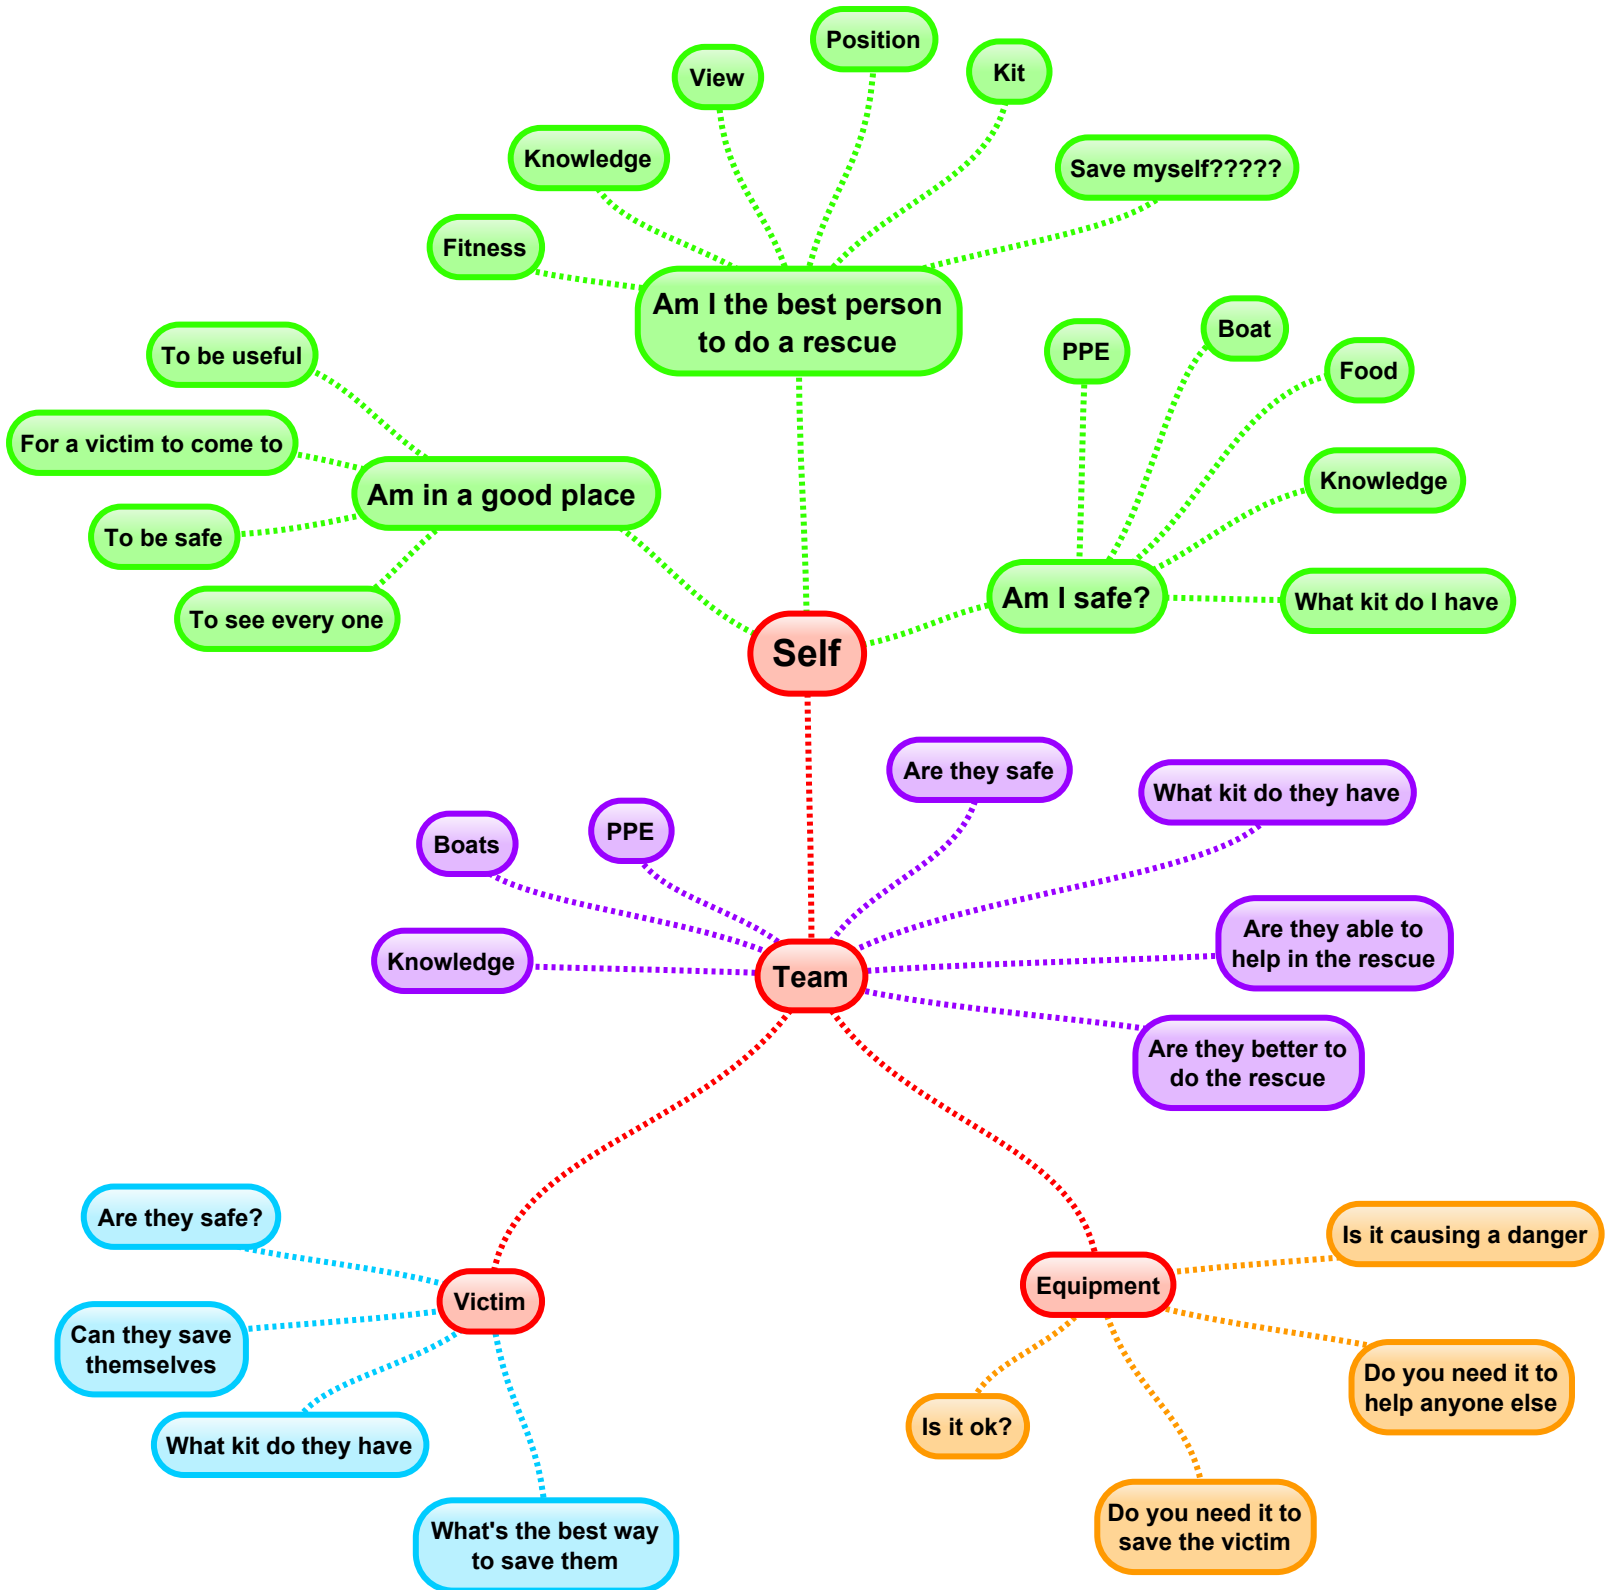 Position
Kit
View
Knowledge
Save myself?????
Fitness
Am I the best person
to do a rescue
To be useful
For a victim to come to
Am in a good place
To be safe
To see every one
PPE
Boat
Food
Knowledge
Am I safe?
What kit do I have
Self
Are they safe
What kit do they have
Boats
PPE
Knowledge
Team
Are they able to
help in the rescue
Are they better to
do the rescue
Are they safe?
Victim
Can they save
themselves
What kit do they have
What's the best way
to save them
Equipment
Is it causing a danger
Do you need it to
help anyone else
Is it ok?
Do you need it to
save the victim